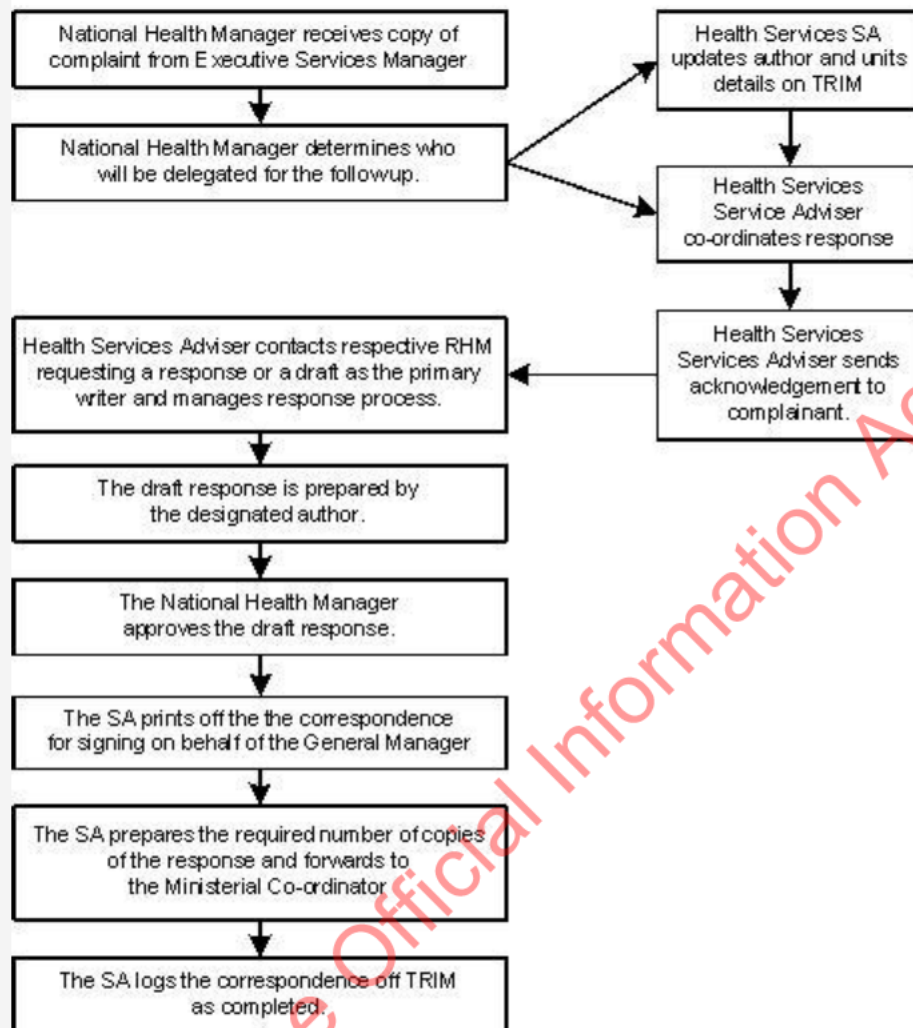 National Health Manager receives copy of
complaint from Executive Services Manager
National Health Manager determines who
will be delegated for the followup.
Health Services SA
updates author and units
details on TRIM
Health Services
Service Adviser
co-ordinates response
Health Services
Services Adviser sends
acknowledgement to
complainant.
Health Services Adviser contacts respective RHM
requesting a response or a draft as the primary
writer and manages response process.
The draft response is prepared by
the designated author.
The National Health Manager
approves the draft response.
The SA prints off the the correspondence
for signing on behalf of the General Manager
The SA prepares the required number of copies
of the response and forwards to
the Ministerial Co-ordinator
The SA logs the correspondence off TRIM
as completed.
Official Information